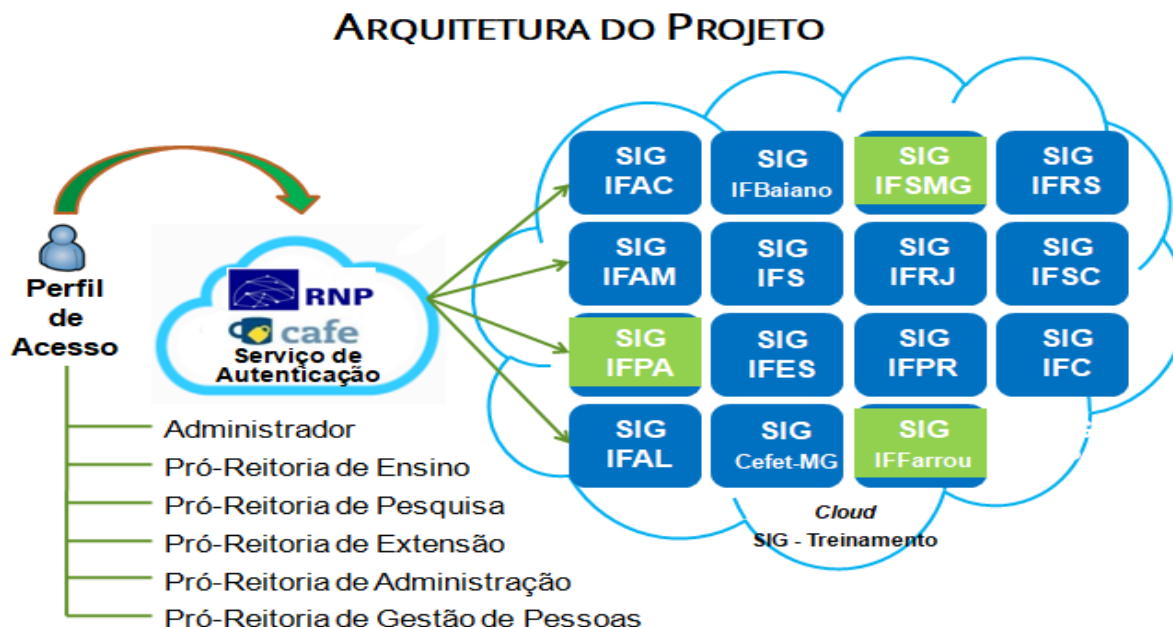 ARQUITETURA DO PROJETO
Perfil
de
Acesso
RNP
cafe
Serviço de
Autenticação
Administrador
Pró-Reitoria de Ensino
Pró-Reitoria de Pesquisa
Pró-Reitoria de Extensão
Pró-Reitoria de Administração
Pró-Reitoria de Gestão de Pessoas
SIG
IFAC
SIG
IFBaiano
SIG
IFSMG
SIG
IFRS
SIG
IFAM
SIG
IFS
SIG
IFRJ
SIG
IFSC
SIG
IFPA
SIG
IFES
SIG
IFPR
SIG
IFC
SIG
IFAL
SIG
Cefet-MG
SIG
IFFarrou
Cloud
SIG - Treinamento